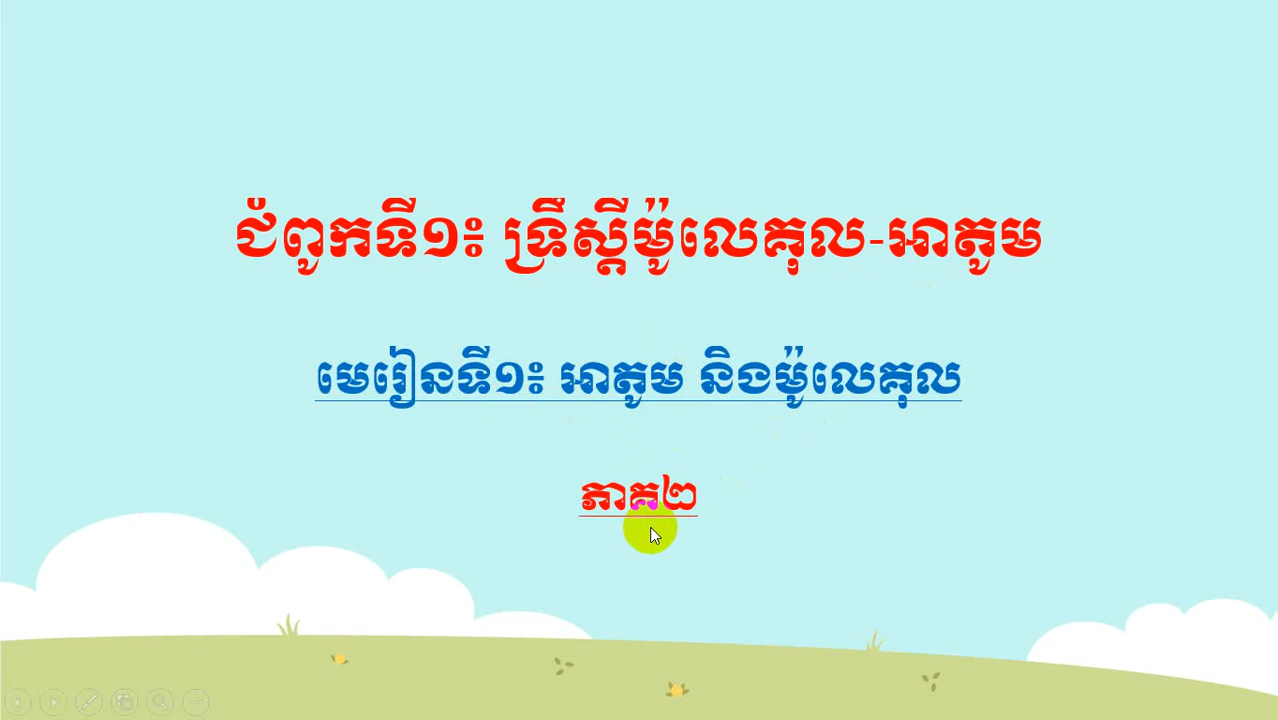 ជំពូកទី១៖ ទ្រឹស្តីម៉ូលេគុល-អាតូម
មេរៀនទី១៖ អាតូម និងម៉ូលេគុល
ភាគ២